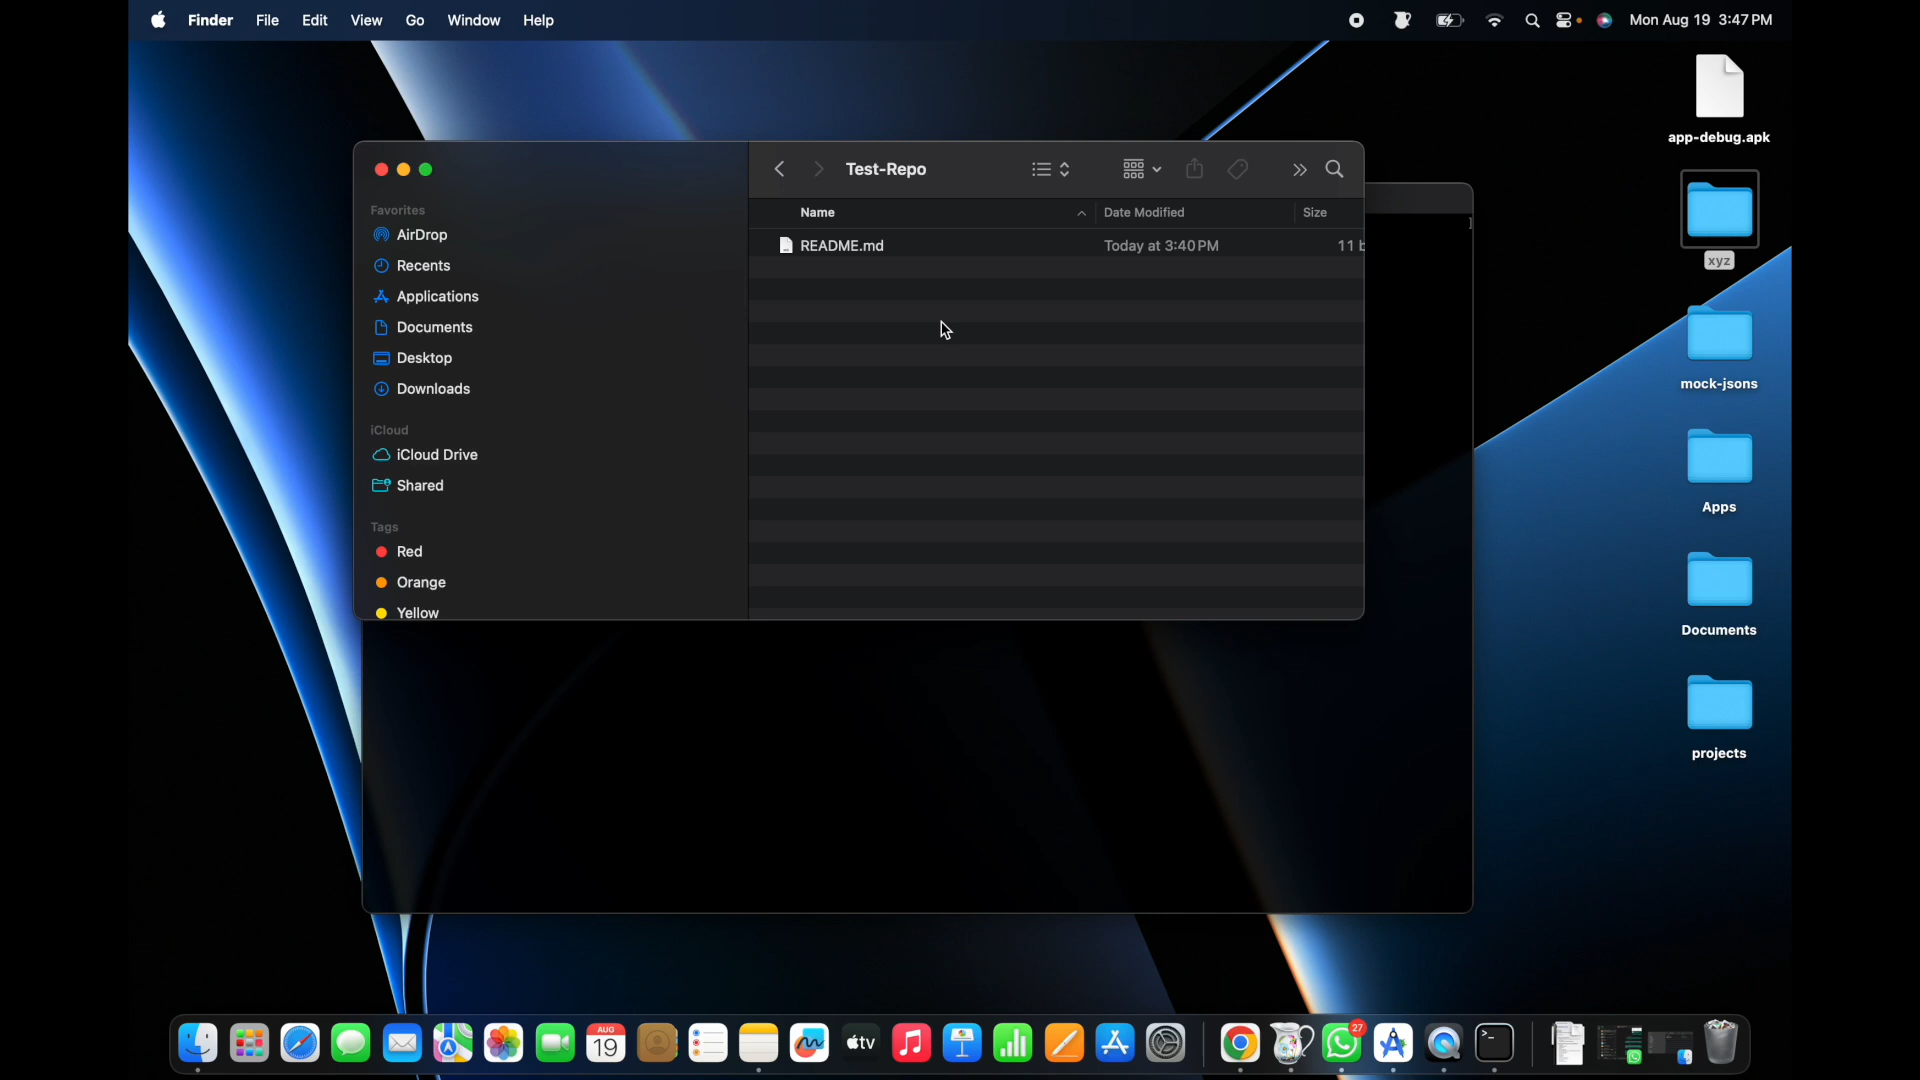 Finder File Edit View Go Window Help Mon Aug 19 3:47 PM
app-debug.apk
Test-Repo
Favorites
AirDrop
Recents
Applications
Documents
Desktop
Downloads
iCloud
iCloud Drive
Shared
Tags
Red
Orange
Yellow
Name Date Modified Size
README.md Today at 3:40 PM 11 b
]
xyz
mock-jsons
Apps
Documents
projects
AUG
19
tv
27
>_